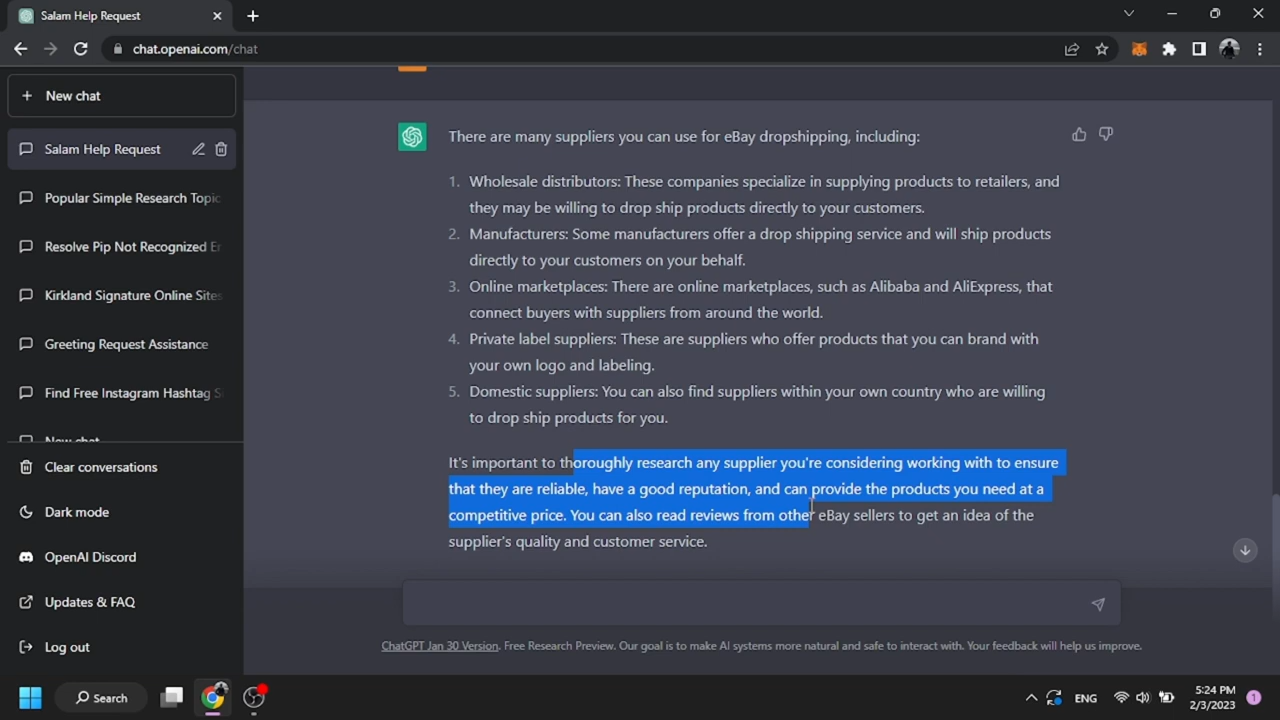 Salam Help Request
chat.openai.com/chat
New chat
Salam Help Request
Popular Simple Research Topic
Resolve Pip Not Recognized Er
Kirkland Signature Online Sites
Greeting Request Assistance
Find Free Instagram Hashtag S
New chat
Clear conversations
Dark mode
OpenAI Discord
Updates & FAQ
Log out
There are many suppliers you can use for eBay dropshipping, including:
1. Wholesale distributors: These companies specialize in supplying products to retailers, and
they may be willing to drop ship products directly to your customers.
2. Manufacturers: Some manufacturers offer a drop shipping service and will ship products
directly to your customers on your behalf.
3. Online marketplaces: There are online marketplaces, such as Alibaba and AliExpress, that
connect buyers with suppliers from around the world.
4. Private label suppliers: These are suppliers who offer products that you can brand with
your own logo and labeling.
5. Domestic suppliers: You can also find suppliers within your own country who are willing
to drop ship products for you.
It's important to thoroughly research any supplier you're considering working with to ensure
that they are reliable, have a good reputation, and can provide the products you need at a
competitive price. You can also read reviews from other eBay sellers to get an idea of the
supplier's quality and customer service.
ChatGPT Jan 30 Version. Free Research Preview. Our goal is to make AI systems more natural and safe to interact with. Your feedback will help us improve.
Search
ENG
5:24 PM
2/3/2023
1